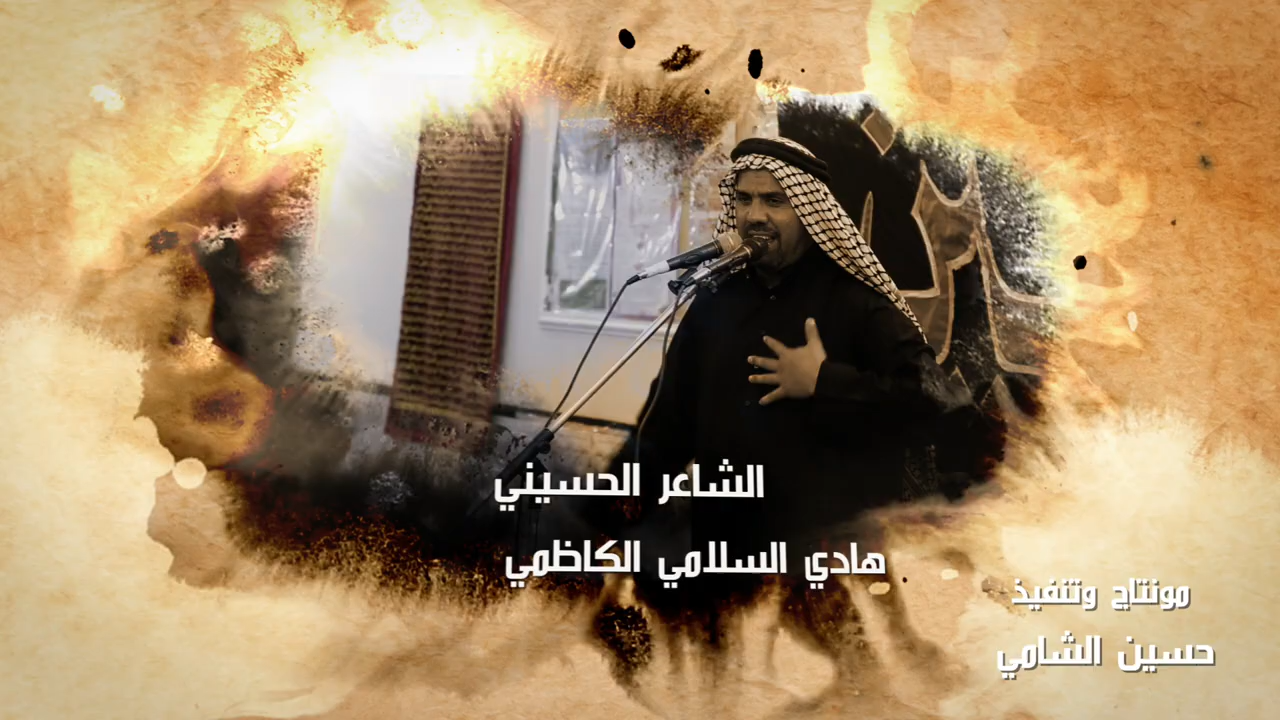 الشاعر الحسيني
هادي السلامي الكاظمي
مونتاج وتنفيذ
حسين الشامي